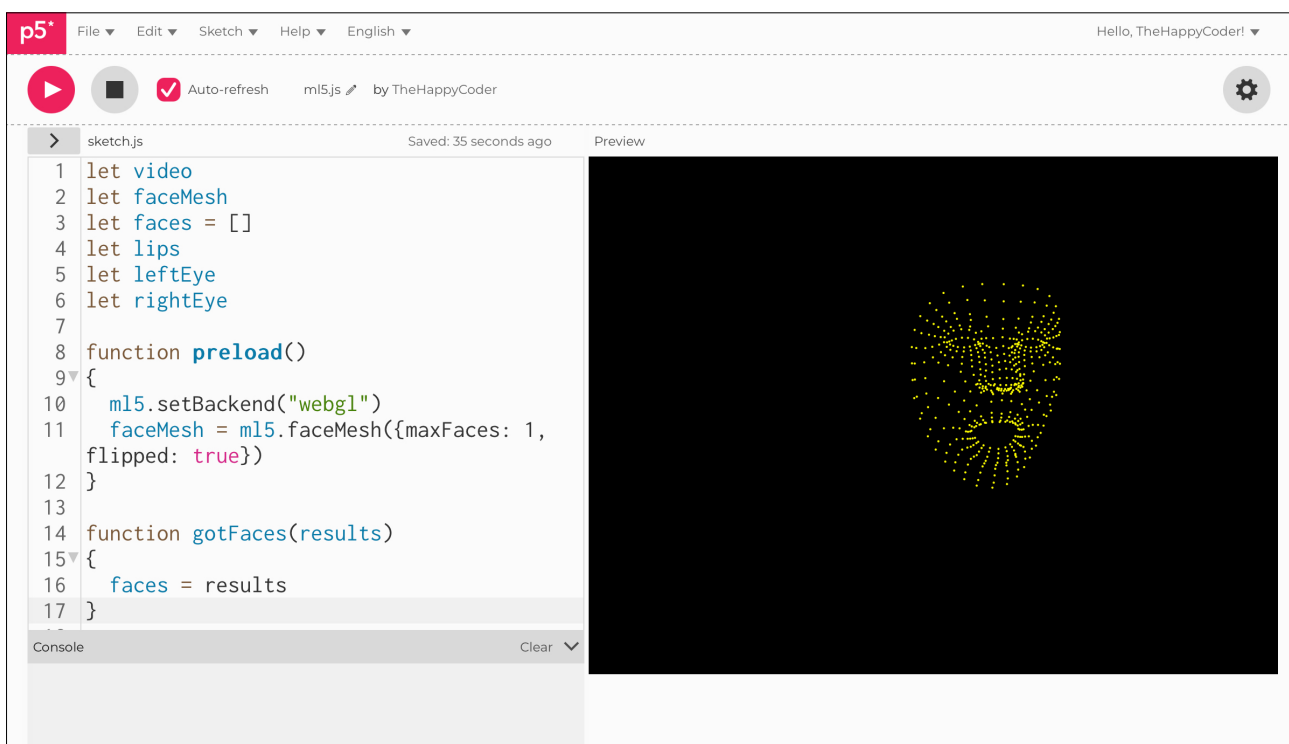 p5* File Edit Sketch Help English Hello, TheHappyCoder!
Auto-refresh ml5.js by TheHappyCoder
sketch.js Saved: 35 seconds ago Preview
1 let video
2 let faceMesh
3 let faces = []
4 let lips
5 let leftEye
6 let rightEye
7
8 function preload()
9 {
10 ml5.setBackend("webgl")
11 faceMesh = ml5.faceMesh({maxFaces: 1,
flipped: true})
12 }
13
14 function gotFaces(results)
15 {
16 faces = results
17 }
Console Clear